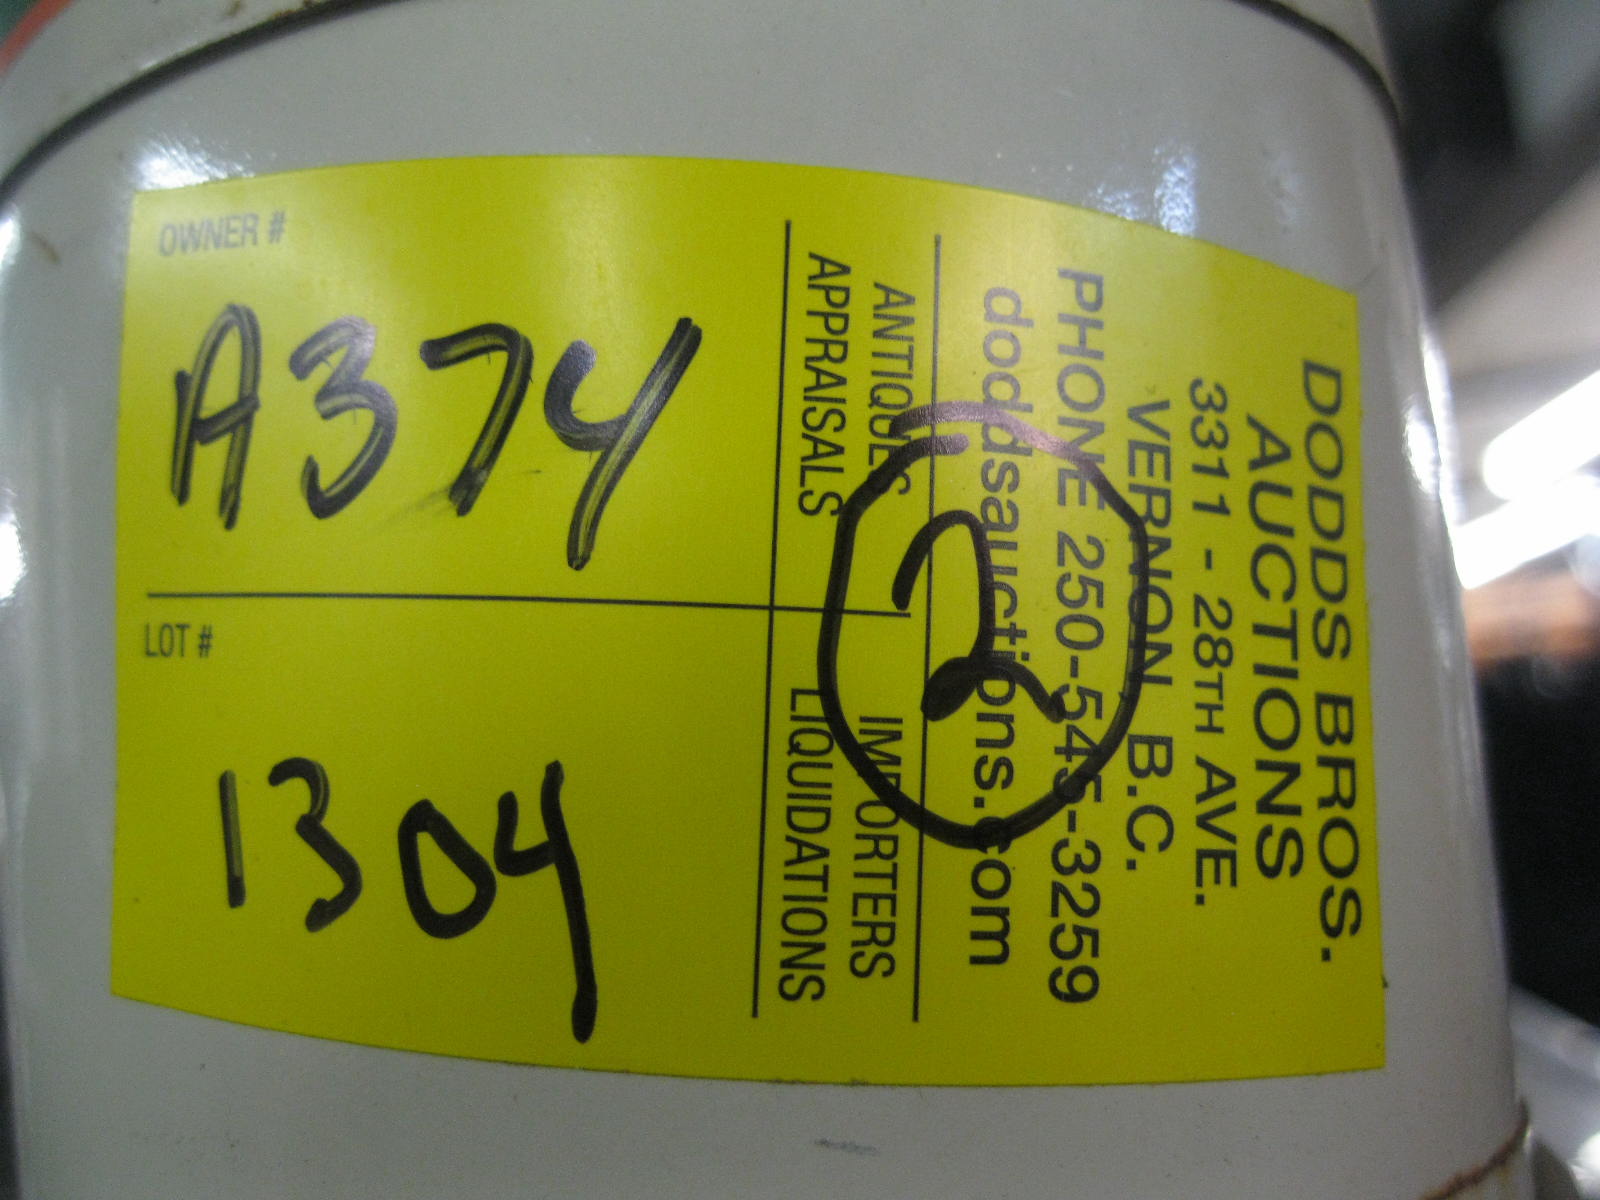 DODDS BROS.
AUCTIONS
3311 - 28TH AVE.
VERNON B.C.
PHONE 250-545-3259
doddsauctions.com
2
ANTIQUES IMPORTERS
APPRAISALS LIQUIDATIONS
OWNER #
A374
LOT #
1304